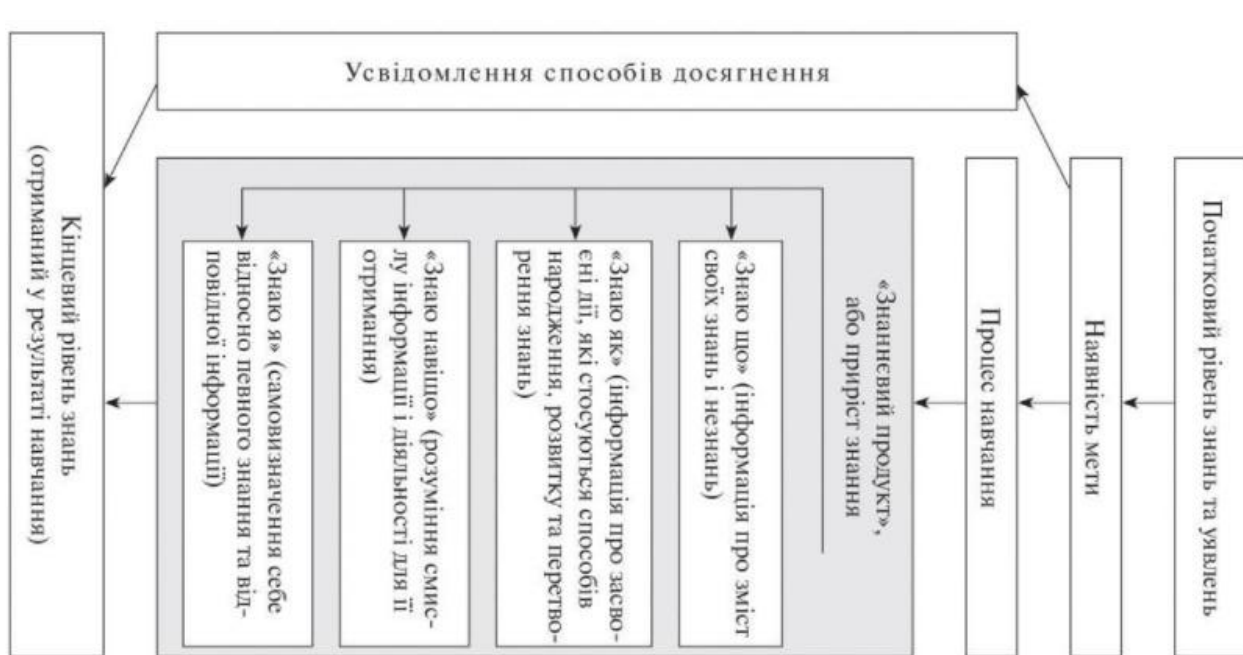 Початковий рівень знань та уявлень
Наявність мети
Усвідомлення способів досягнення
Процес навчання
«Знаннєвий продукт»,
або приріст знання
«Знаю що» (інформація про зміст
своїх знань і незнань)
«Знаю як» (інформація про засво-
єні дії, які стосуються способів
народження, розвитку та перетво-
рення знань)
«Знаю навіщо» (розуміння смис-
лу інформації і діяльності для її
отримання)
«Знаю я» (самовизначення себе
відносно певного знання та від-
повідної інформації)
Кінцевий рівень знань
(отриманий у результаті навчання)